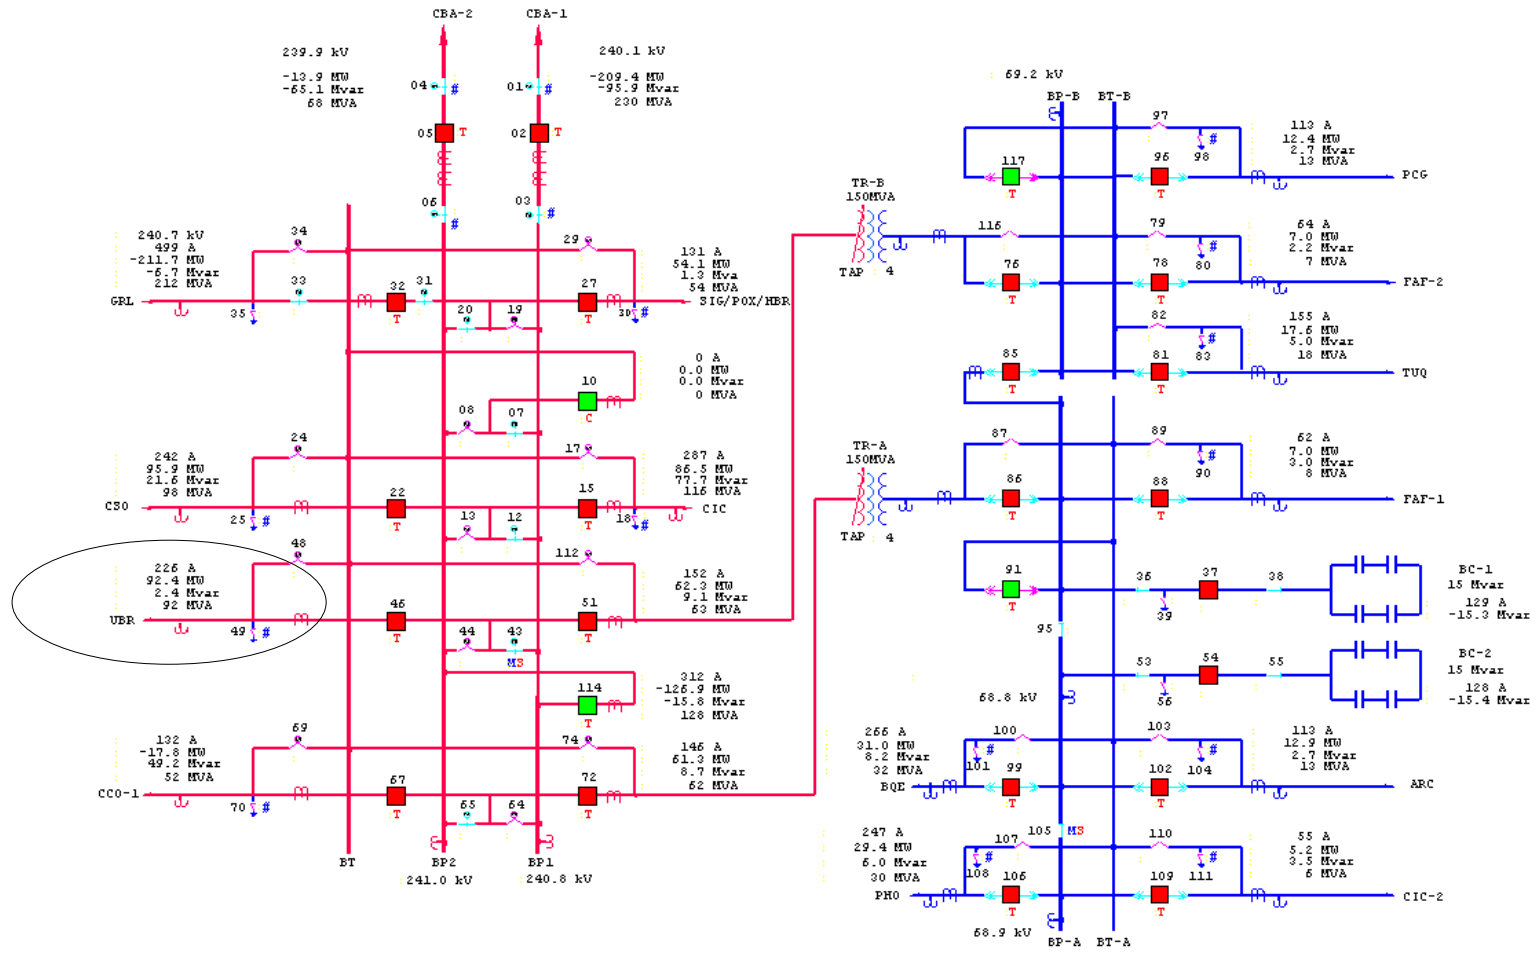 CBA-2
CBA-1
239.9 kV
-13.9 MW
-65.1 Mvar
68 MVA
04
#
05
T
06
#
240.1 kV
-209.4 MW
-95.9 Mvar
230 MVA
01
#
02
T
03
#
240.7 kV
499 A
-211.7 MW
-6.7 Mvar
212 MVA
GRL
34
33
35
32
T
31
29
27
T
20
19
30
#
131 A
54.1 MW
1.3 Mva
54 MVA
SIG/POX/HBR
0 A
0.0 MW
0.0 Mvar
0 MVA
10
C
08
07
242 A
95.9 MW
21.6 Mvar
98 MVA
CSO
24
25
#
22
T
17
15
T
13
12
18
#
287 A
86.5 MW
77.7 Mvar
116 MVA
CIC
226 A
92.4 MW
2.4 Mvar
92 MVA
UBR
48
49
#
46
T
112
51
T
44
43
MS
152 A
62.3 MW
9.1 Mvar
63 MVA
312 A
-126.9 MW
-15.8 Mvar
128 MVA
114
T
132 A
-17.8 MW
49.2 Mvar
52 MVA
CCO-1
69
70
#
67
T
74
72
T
65
64
146 A
61.3 MW
8.7 Mvar
62 MVA
BT
BP2
BP1
241.0 kV
240.8 kV
TR-B
150MVA
TAP 4
TR-A
150MVA
TAP 4
69.2 kV
BP-B
BT-B
117
T
97
#
98
96
T
113 A
12.4 MW
2.7 Mvar
13 MVA
PCG
116
76
T
79
#
80
78
T
64 A
7.0 MW
2.2 Mvar
7 MVA
FAF-2
85
T
82
#
83
81
T
155 A
17.6 MW
5.0 Mvar
18 MVA
TUQ
87
86
T
89
#
90
88
T
62 A
7.0 MW
3.0 Mvar
8 MVA
FAF-1
91
T
36
39
37
38
BC-1
15 Mvar
129 A
-15.3 Mvar
95
53
56
54
55
BC-2
15 Mvar
128 A
-15.4 Mvar
68.8 kV
266 A
31.0 MW
8.2 Mvar
32 MVA
BQE
100
#
101
99
T
103
#
102
104
T
113 A
12.9 MW
2.7 Mvar
13 MVA
ARC
105
MS
247 A
29.4 MW
6.0 Mvar
30 MVA
PMO
107
#
108
106
T
110
#
109
111
T
55 A
5.2 MW
3.5 Mvar
6 MVA
CIC-2
68.9 kV
BP-A
BT-A